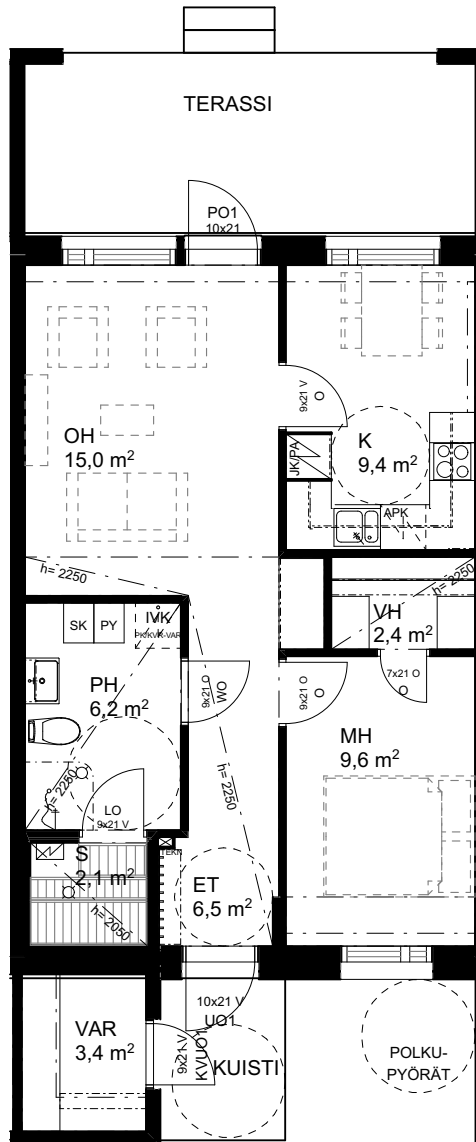 TERASSI
PO1
10x21
9x21 V
O
OH
15,0 m²
K
9,4 m²
JK/PA
APK
h= 2250
h= 2250
VH
2,4 m²
SK
PY
IVK
PK/KVK-VAR
PH
6,2 m²
9x21 O
WO
9x21 O
O
7x21 O
O
MH
9,6 m²
h=2250
h= 2250
LO
9x21 V
S
2,1 m²
h= 2050
TEKN
ET
6,5 m²
10x21 V
UO1
VAR
3,4 m²
9x21 V
KVUO1
KUISTI
POLKU-
PYÖRÄT